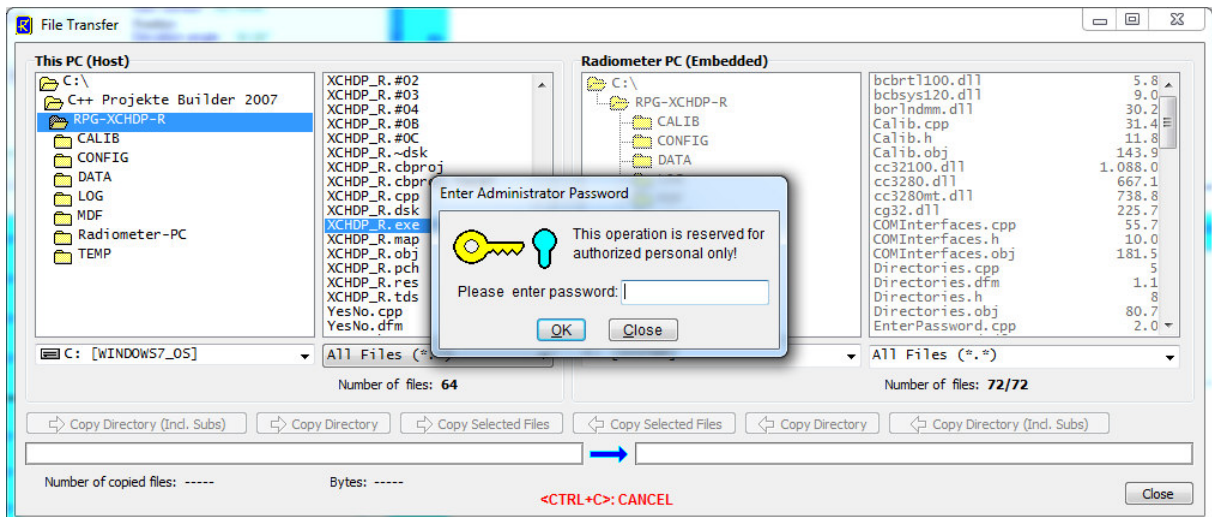 File Transfer
This PC (Host)
C:\
C++ Projekte Builder 2007
RPG-XCHDP-R
CALIB
CONFIG
DATA
LOG
MDF
Radiometer-PC
TEMP
XCHDP_R.#02
XCHDP_R.#03
XCHDP_R.#04
XCHDP_R.#0B
XCHDP_R.#0C
XCHDP_R.~dsk
XCHDP_R.cbproj
XCHDP_R.cbpr
XCHDP_R.cpp
XCHDP_R.dsk
XCHDP_R.exe
XCHDP_R.map
XCHDP_R.obj
XCHDP_R.pch
XCHDP_R.res
XCHDP_R.tds
YesNo.cpp
YesNo.dfm
C: [WINDOWS7_OS]
All Files (*.
Number of files: 64
Radiometer PC (Embedded)
C:\
RPG-XCHDP-R
CALIB
CONFIG
DATA
bcbrtl100.dll 5.8
bcbsys120.dll 9.0
borlndmm.dll 30.2
Calib.cpp 31.4
Calib.h 11.8
Calib.obj 143.9
cc32100.dll 1.088.0
cc3280.dll 667.1
cc3280mt.dll 738.8
cg32.dll 225.7
COMInterfaces.cpp 55.7
COMInterfaces.h 10.0
COMInterfaces.obj 181.5
Directories.cpp 5
Directories.dfm 1.1
Directories.h 8
Directories.obj 80.7
EnterPassword.cpp 2.0
All Files (*.*)
Number of files: 72/72
Enter Administrator Password
This operation is reserved for
authorized personal only!
Please enter password:
OK Close
Copy Directory (Incl. Subs) Copy Directory Copy Selected Files Copy Selected Files Copy Directory Copy Directory (Incl. Subs)
Number of copied files: ----- Bytes: -----
<CTRL+C>: CANCEL
Close